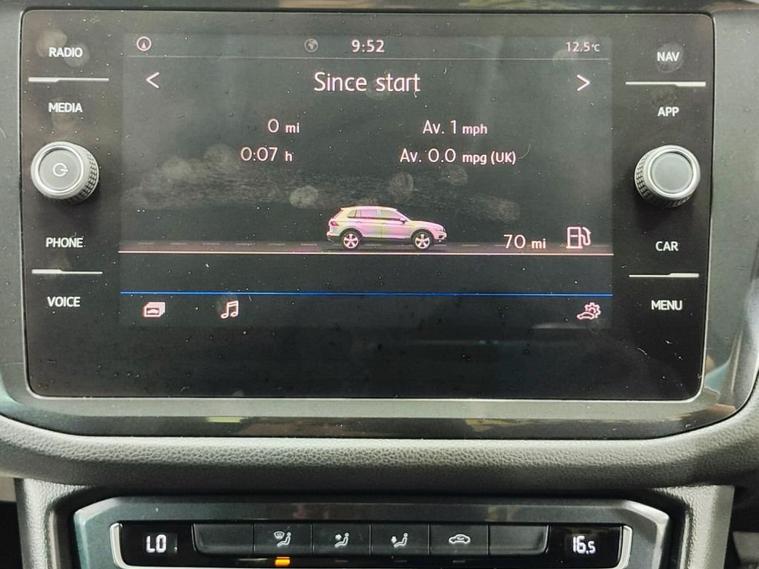 RADIO
MEDIA
PHONE
VOICE
9:52
12.5°C
< Since start >
0 mi Av. 1 mph
0:07 h Av. 0.0 mpg (UK)
70 mi
NAV
APP
CAR
MENU
LO
16.5